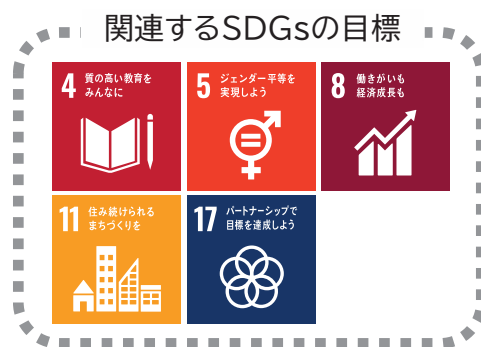 関連するSDGsの目標
4 質の高い教育を
みんなに
5 ジェンダー平等を
実現しよう
8 働きがいも
経済成長も
11 住み続けられる
まちづくりを
17 パートナーシップで
目標を達成しよう